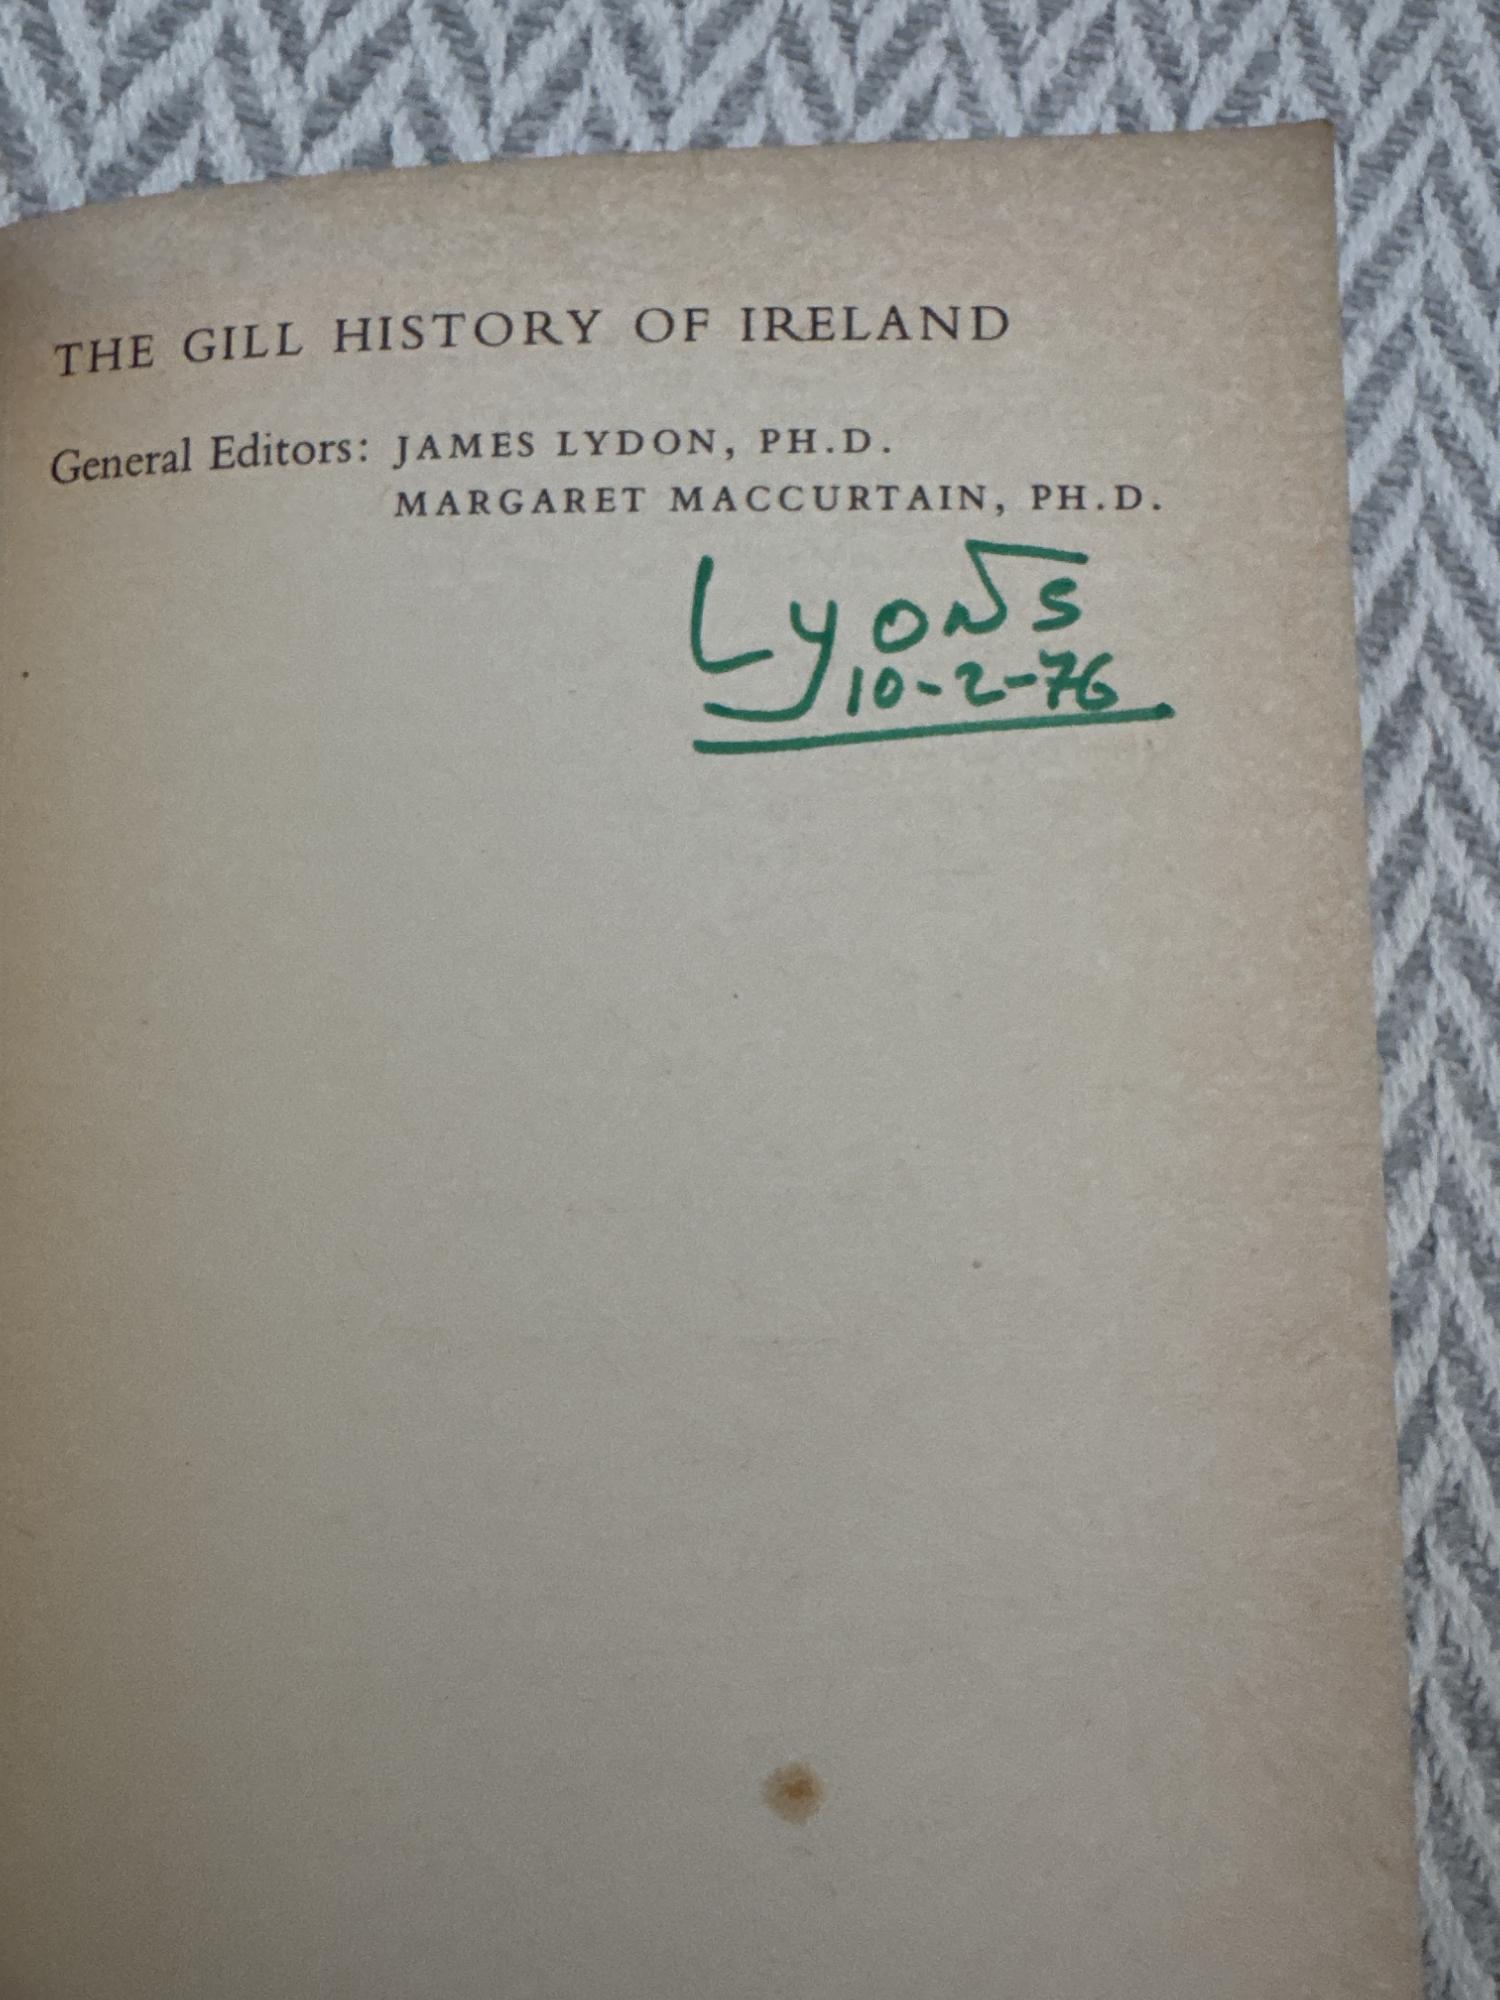 THE GILL HISTORY OF IRELAND
General Editors: JAMES LYDON, PH.D.
MARGARET MACCURTAIN, PH.D.
Lyons
10-2-76